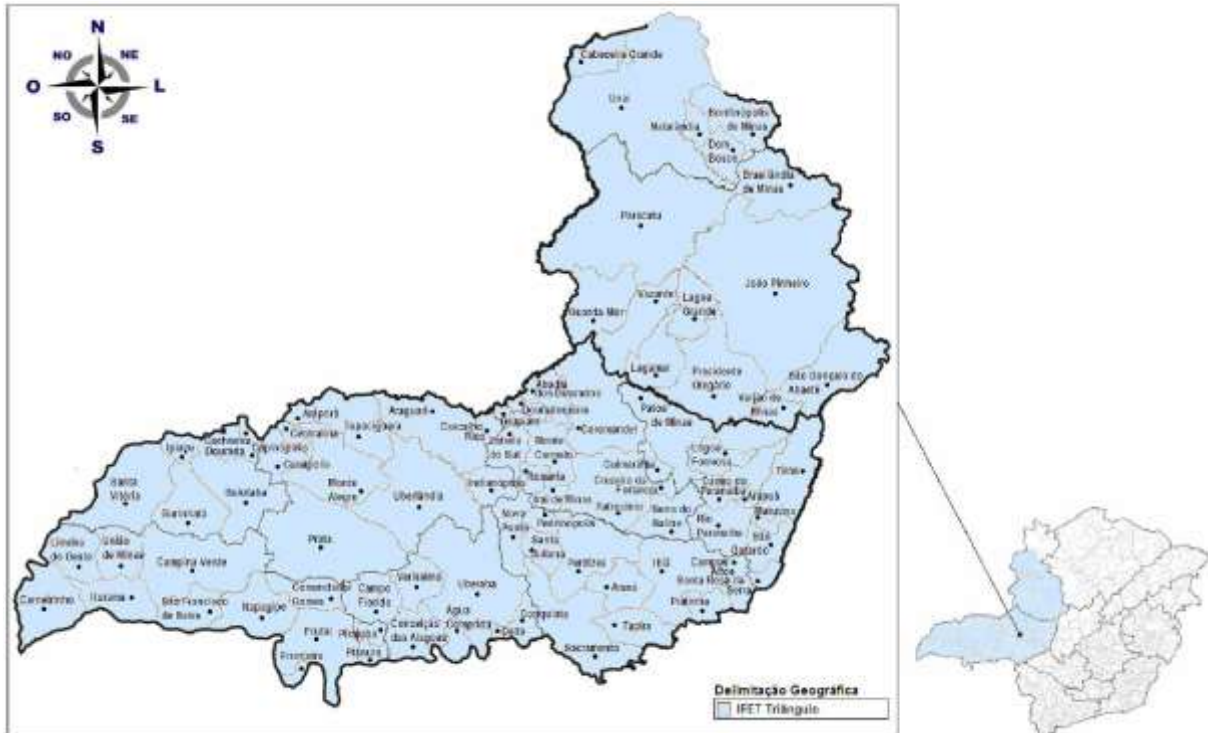 N
NO
NE
O
L
SO
SE
S
Cabeceira Grande
Unaí
Bonfinópolis
de Minas
Natalândia
Dom
Bosco
Brasilândia
de Minas
Paracatu
João Pinheiro
Vazante
Lagoa
Grande
Guarda Mor
Lagamar
Presidente
Olegário
São Gonçalo do
Abaeté
Varjão de
Minas
Abadia
dos Dourados
Douradoquara
Patos
de Minas
Araguari
Araporã
Tupaciguara
Cascalho
Rico
Grupiara
Coromandel
Estrela
do Sul
Monte
Carmelo
Cachoeira
Dourada
Centralina
Capinópolis
Canápolis
Ipiaçu
Lagoa
Formosa
Tiros
Guimarânia
Cruzeiro da
Fortaleza
Carmo do
Paranaíba
Arapuá
Romaria
Indianópolis
Iraí de Minas
Patrocínio
Santa
Vitória
Ituiutaba
Monte
Alegre
Uberlândia
Gurinhatã
Nova
Ponte
Pedrinópolis
Serra do
Salitre
Rio
Paranaíba
Matutina
São
Gotardo
Limeira
do Oeste
União
de Minas
Prata
Santa
Juliana
Campina Verde
Perdizes
Ibiá
Campos
Altos
Santa Rosa da
Serra
Araxá
Pratinha
Carneirinho
Iturama
São Francisco
de Sales
Itapagipe
Comendador
Gomes
Campo
Florido
Veríssimo
Uberaba
Água
Comprida
Conquista
Delta
Tapira
Sacramento
Frutal
Pirajuba
Conceição
das Alagoas
Planura
Fronteira
Delimitação Geográfica
IFET Triângulo